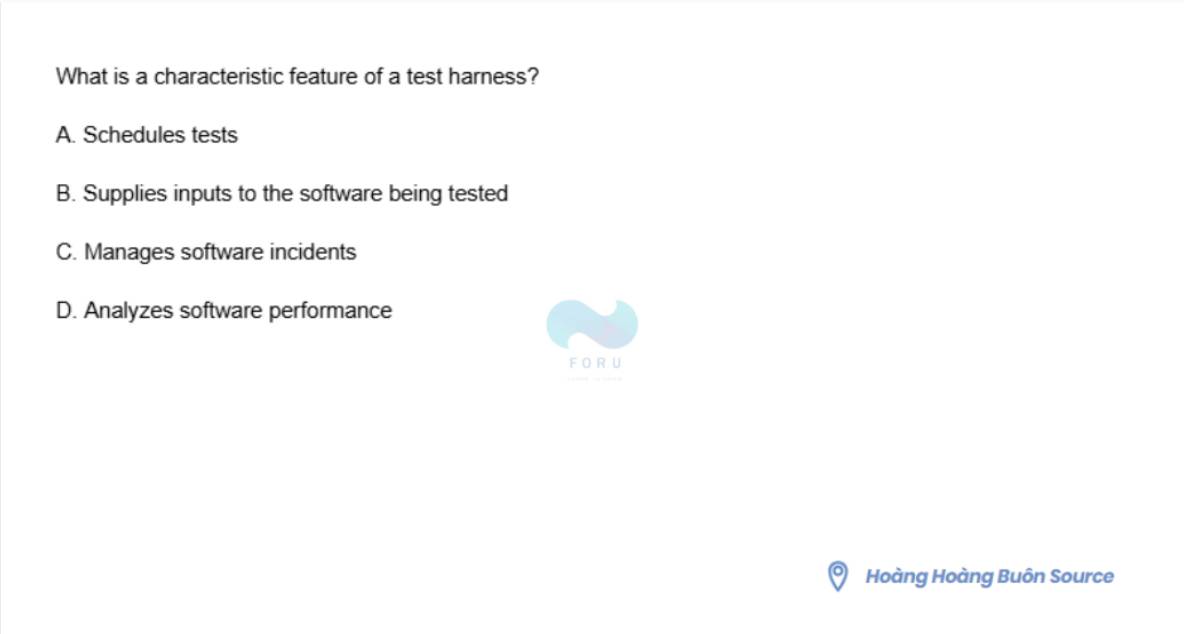 What is a characteristic feature of a test harness?
A. Schedules tests
B. Supplies inputs to the software being tested
C. Manages software incidents
D. Analyzes software performance
FORU
Hoàng Hoàng Buôn Source